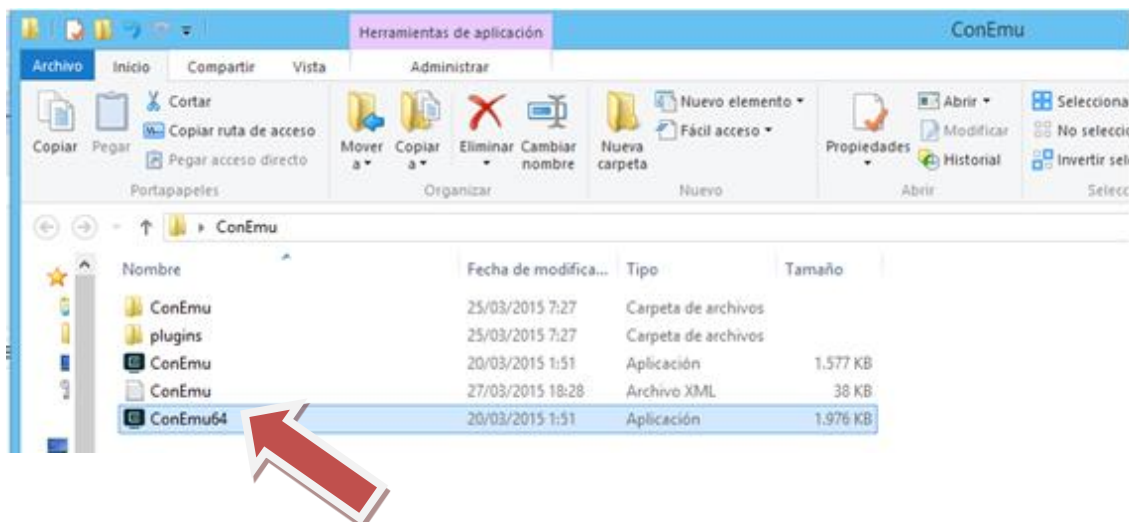 Herramientas de aplicación
ConEmu
Archivo Inicio Compartir Vista Administrar
Copiar
Pegar
Cortar
Copiar ruta de acceso
Pegar acceso directo
Portapapeles
Mover a
Copiar a
Eliminar
Cambiar nombre
Organizar
Nueva carpeta
Nuevo elemento
Fácil acceso
Nuevo
Propiedades
Abrir
Modificar
Historial
Abrir
Selecciona
No selecci
Invertir sel
Selecc
ConEmu
Nombre Fecha de modifica... Tipo Tamaño
ConEmu 25/03/2015 7:27 Carpeta de archivos
plugins 25/03/2015 7:27 Carpeta de archivos
ConEmu 20/03/2015 1:51 Aplicación 1.577 KB
ConEmu 27/03/2015 18:28 Archivo XML 38 KB
ConEmu64 20/03/2015 1:51 Aplicación 1.976 KB